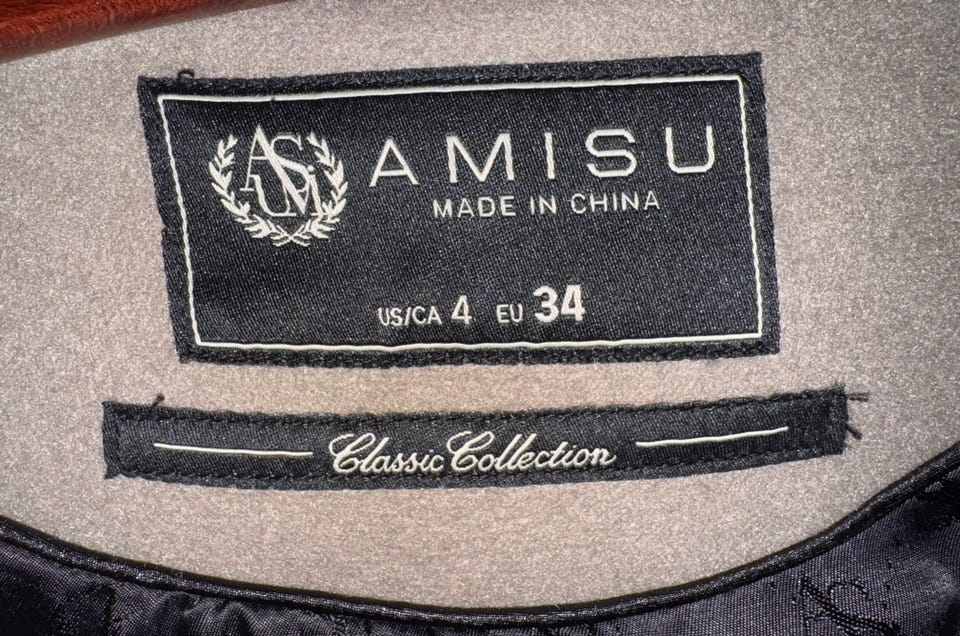 AMISU
MADE IN CHINA
US/CA 4 EU 34
Classic Collection